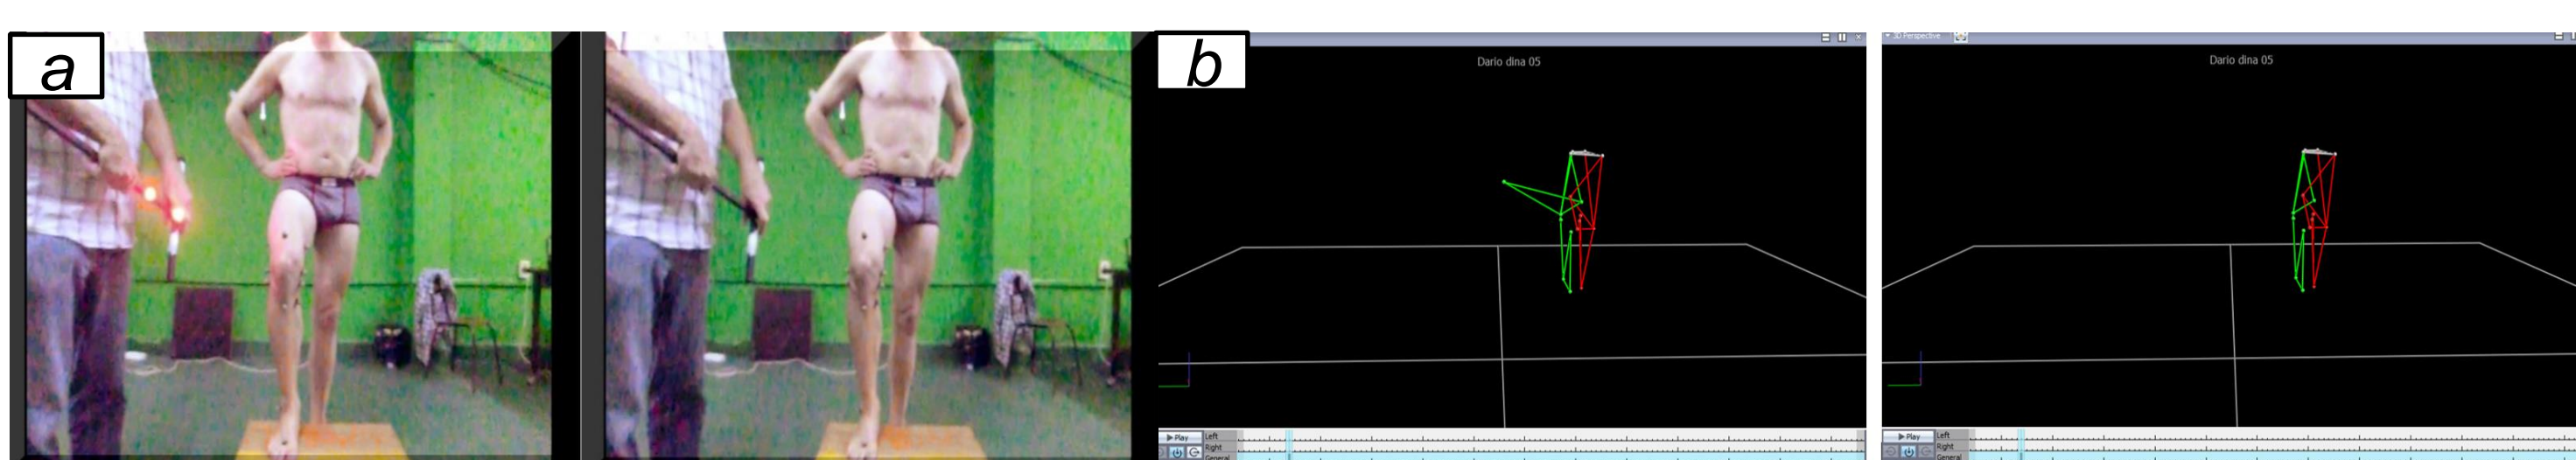 a
b
Dario dina 05
Play
Left
Right
General
3D Perspective
Dario dina 05
Play
Left
Right
General